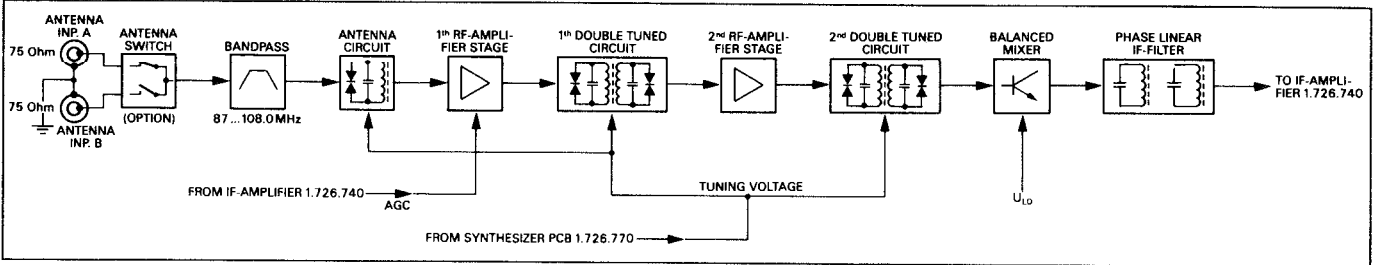 ANTENNA
INP. A
75 Ohm
75 Ohm
ANTENNA
INP. B
ANTENNA
SWITCH
(OPTION)
BANDPASS
87 ... 108.0 MHz
ANTENNA
CIRCUIT
1th RF-AMPLI-
FIER STAGE
1th DOUBLE TUNED
CIRCUIT
2nd RF-AMPLI-
FIER STAGE
2nd DOUBLE TUNED
CIRCUIT
BALANCED
MIXER
PHASE LINEAR
IF-FILTER
TO IF-AMPLI-
FIER 1.726.740
FROM IF-AMPLIFIER 1.726.740
AGC
TUNING VOLTAGE
ULO
FROM SYNTHESIZER PCB 1.726.770